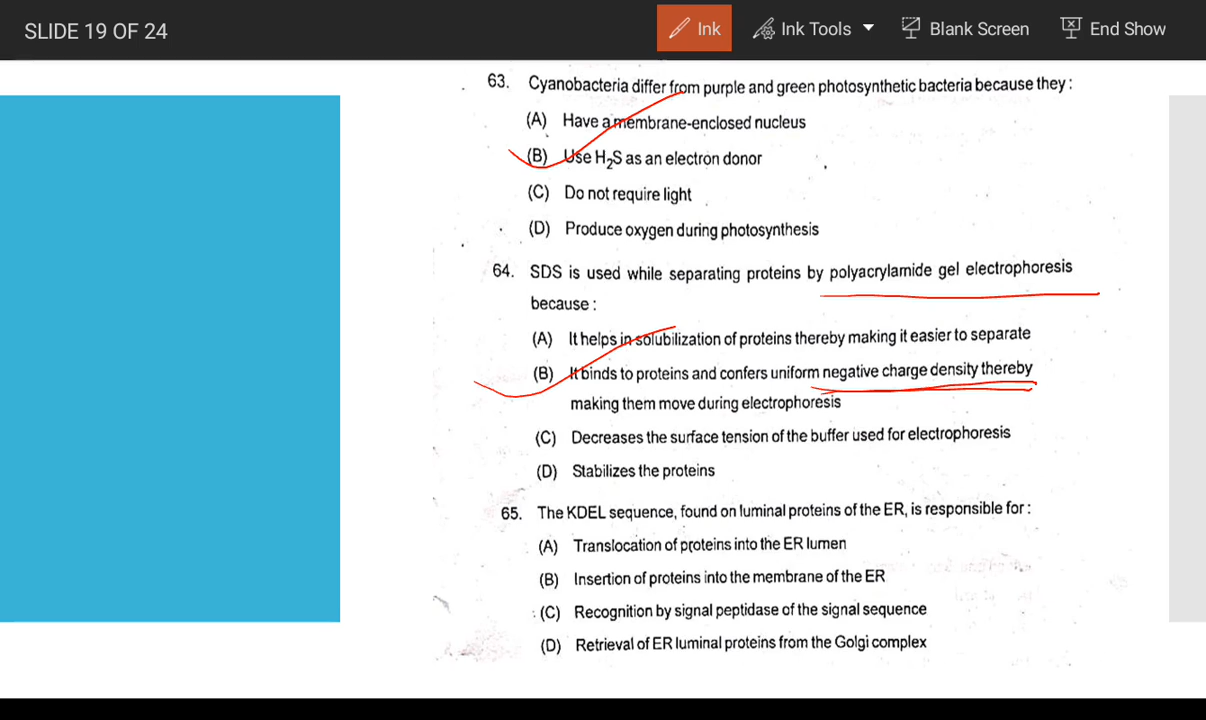 SLIDE 19 OF 24
Ink
Ink Tools
Blank Screen
End Show
63. Cyanobacteria differ from purple and green photosynthetic bacteria because they :
(A) Have a membrane-enclosed nucleus
(B) Use H₂S as an electron donor
(C) Do not require light
(D) Produce oxygen during photosynthesis
64. SDS is used while separating proteins by polyacrylamide gel electrophoresis
because :
(A) It helps in solubilization of proteins thereby making it easier to separate
(B) It binds to proteins and confers uniform negative charge density thereby
making them move during electrophoresis
(C) Decreases the surface tension of the buffer used for electrophoresis
(D) Stabilizes the proteins
65. The KDEL sequence, found on luminal proteins of the ER, is responsible for :
(A) Translocation of proteins into the ER lumen
(B) Insertion of proteins into the membrane of the ER
(C) Recognition by signal peptidase of the signal sequence
(D) Retrieval of ER luminal proteins from the Golgi complex